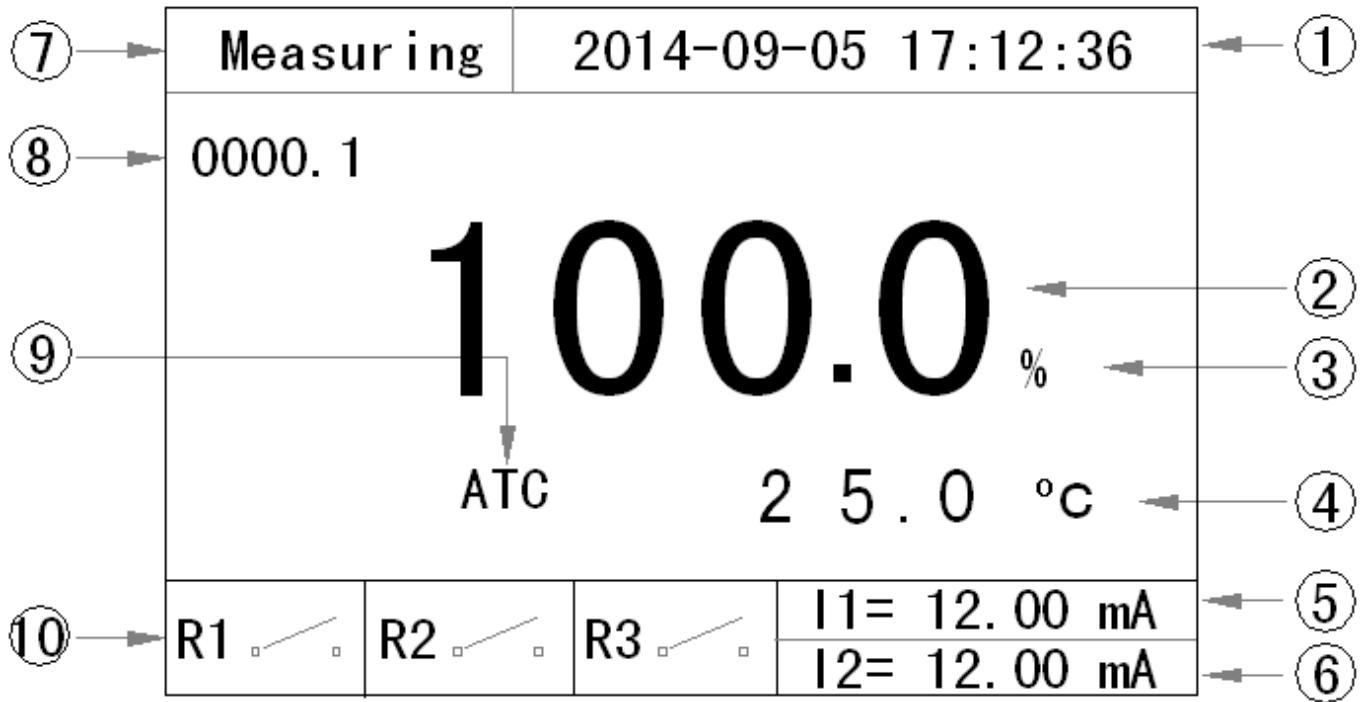 ⑦ Measuring 2014-09-05 17:12:36 ①
⑧ 0000.1
100.0 ②
⑨ % ③
ATC 25.0 ºC ④
I1= 12.00 mA ⑤
⑩ R1 R2 R3
I2= 12.00 mA ⑥